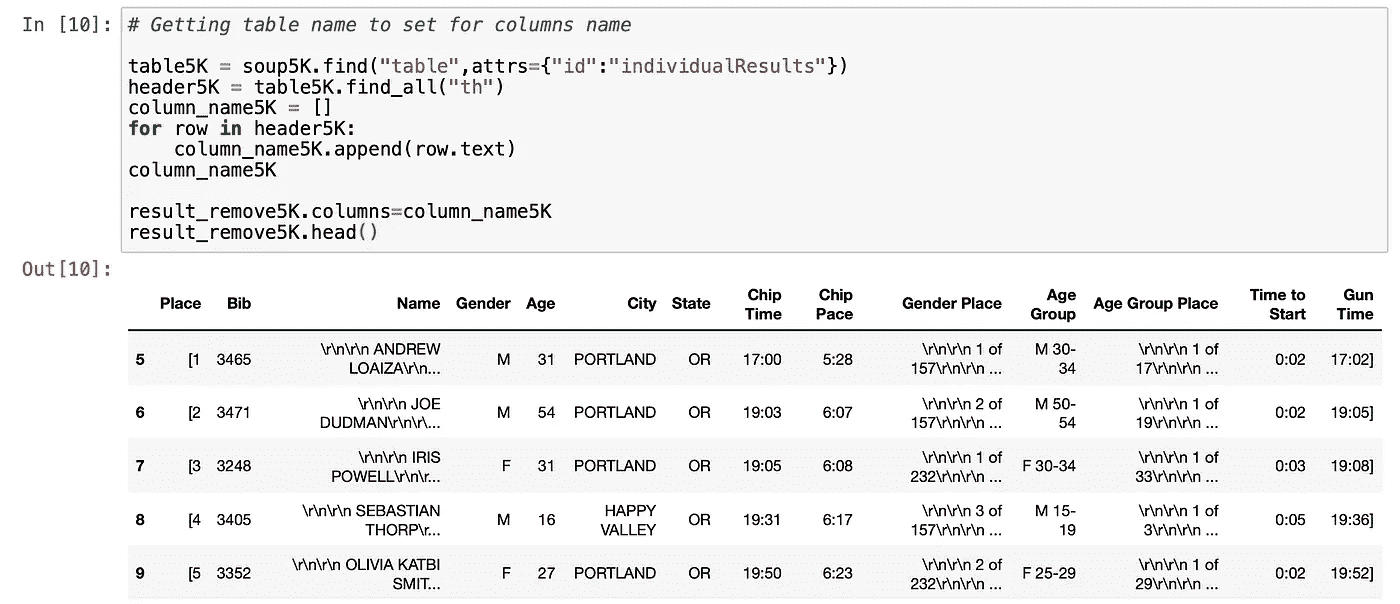 In [10]: # Getting table name to set for columns name
table5K = soup5K.find("table",attrs={"id":"individualResults"})
header5K = table5K.find_all("th")
column_name5K = []
for row in header5K:
    column_name5K.append(row.text)
column_name5K
result_remove5K.columns=column_name5K
result_remove5K.head()
Out[10]:
Place Bib Name Gender Age City State Chip Time Chip Pace Gender Place Age Group Age Group Place Time to Start Gun Time
5 [1 3465 \r\n\r\n ANDREW LOAIZA\r\n... M 31 PORTLAND OR 17:00 5:28 \r\n\r\n 1 of 157\r\n\r\n ... M 30-34 \r\n\r\n 1 of 17\r\n\r\n ... 0:02 17:02]
6 [2 3471 \r\n\r\n JOE DUDMAN\r\n\r\... M 54 PORTLAND OR 19:03 6:07 \r\n\r\n 2 of 157\r\n\r\n ... M 50-54 \r\n\r\n 1 of 19\r\n\r\n ... 0:02 19:05]
7 [3 3248 \r\n\r\n IRIS POWELL\r\n\r... F 31 PORTLAND OR 19:05 6:08 \r\n\r\n 1 of 232\r\n\r\n ... F 30-34 \r\n\r\n 1 of 33\r\n\r\n ... 0:03 19:08]
8 [4 3405 \r\n\r\n SEBASTIAN THORP\r... M 16 HAPPY VALLEY OR 19:31 6:17 \r\n\r\n 3 of 157\r\n\r\n ... M 15-19 \r\n\r\n 1 of 3\r\n\r\n ... 0:05 19:36]
9 [5 3352 \r\n\r\n OLIVIA KATBI SMIT... F 27 PORTLAND OR 19:50 6:23 \r\n\r\n 2 of 232\r\n\r\n ... F 25-29 \r\n\r\n 1 of 29\r\n\r\n ... 0:02 19:52]